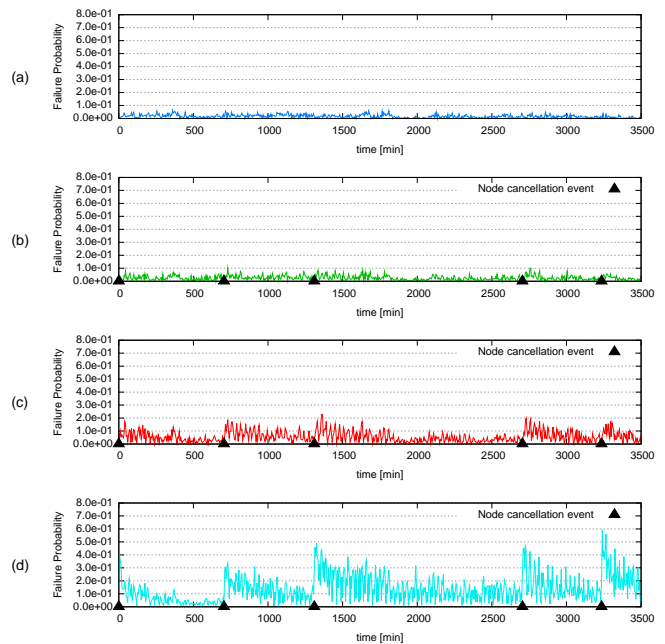 (a)
Failure Probability
8.0e-01
7.0e-01
6.0e-01
5.0e-01
4.0e-01
3.0e-01
2.0e-01
1.0e-01
0.0e+00
0 500 1000 1500 2000 2500 3000 3500
time [min]
(b)
Failure Probability
8.0e-01
7.0e-01
6.0e-01
5.0e-01
4.0e-01
3.0e-01
2.0e-01
1.0e-01
0.0e+00
Node cancellation event
0 500 1000 1500 2000 2500 3000 3500
time [min]
(c)
Failure Probability
8.0e-01
7.0e-01
6.0e-01
5.0e-01
4.0e-01
3.0e-01
2.0e-01
1.0e-01
0.0e+00
Node cancellation event
0 500 1000 1500 2000 2500 3000 3500
time [min]
(d)
Failure Probability
8.0e-01
7.0e-01
6.0e-01
5.0e-01
4.0e-01
3.0e-01
2.0e-01
1.0e-01
0.0e+00
Node cancellation event
0 500 1000 1500 2000 2500 3000 3500
time [min]